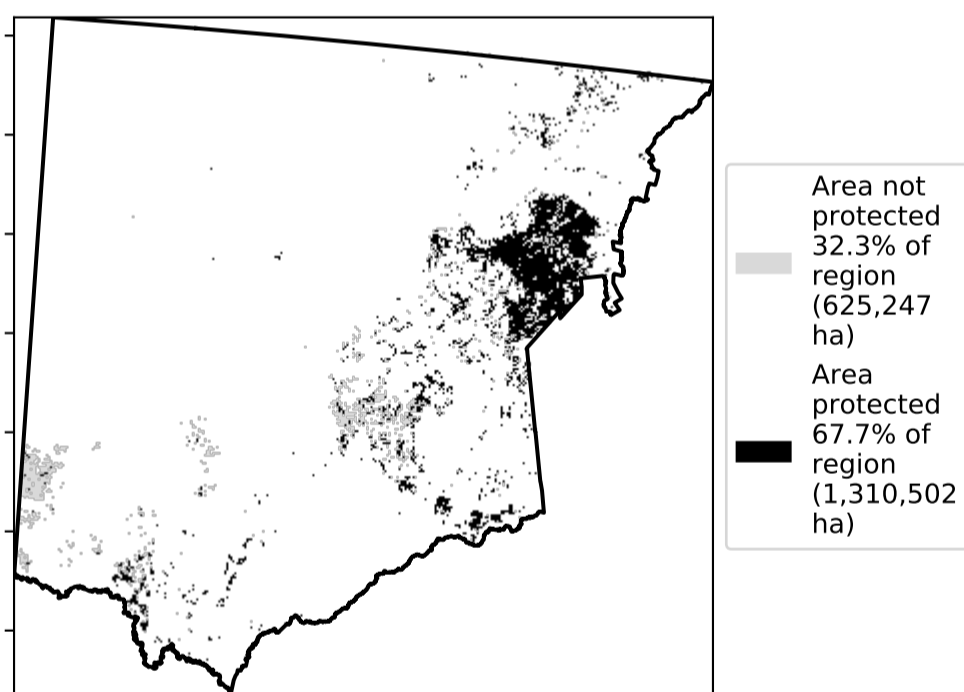 Area not
protected
32.3% of
region
(625,247
ha)
Area
protected
67.7% of
region
(1,310,502
ha)